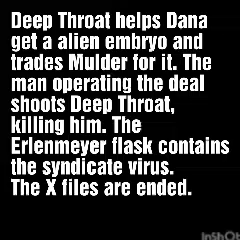 Deep Throat helps Dana
get a alien embryo and
trades Mulder for it. The
man operating the deal
shoots Deep Throat,
killing him. The
Erlenmeyer flask contains
the syndicate virus.
The X files are ended.